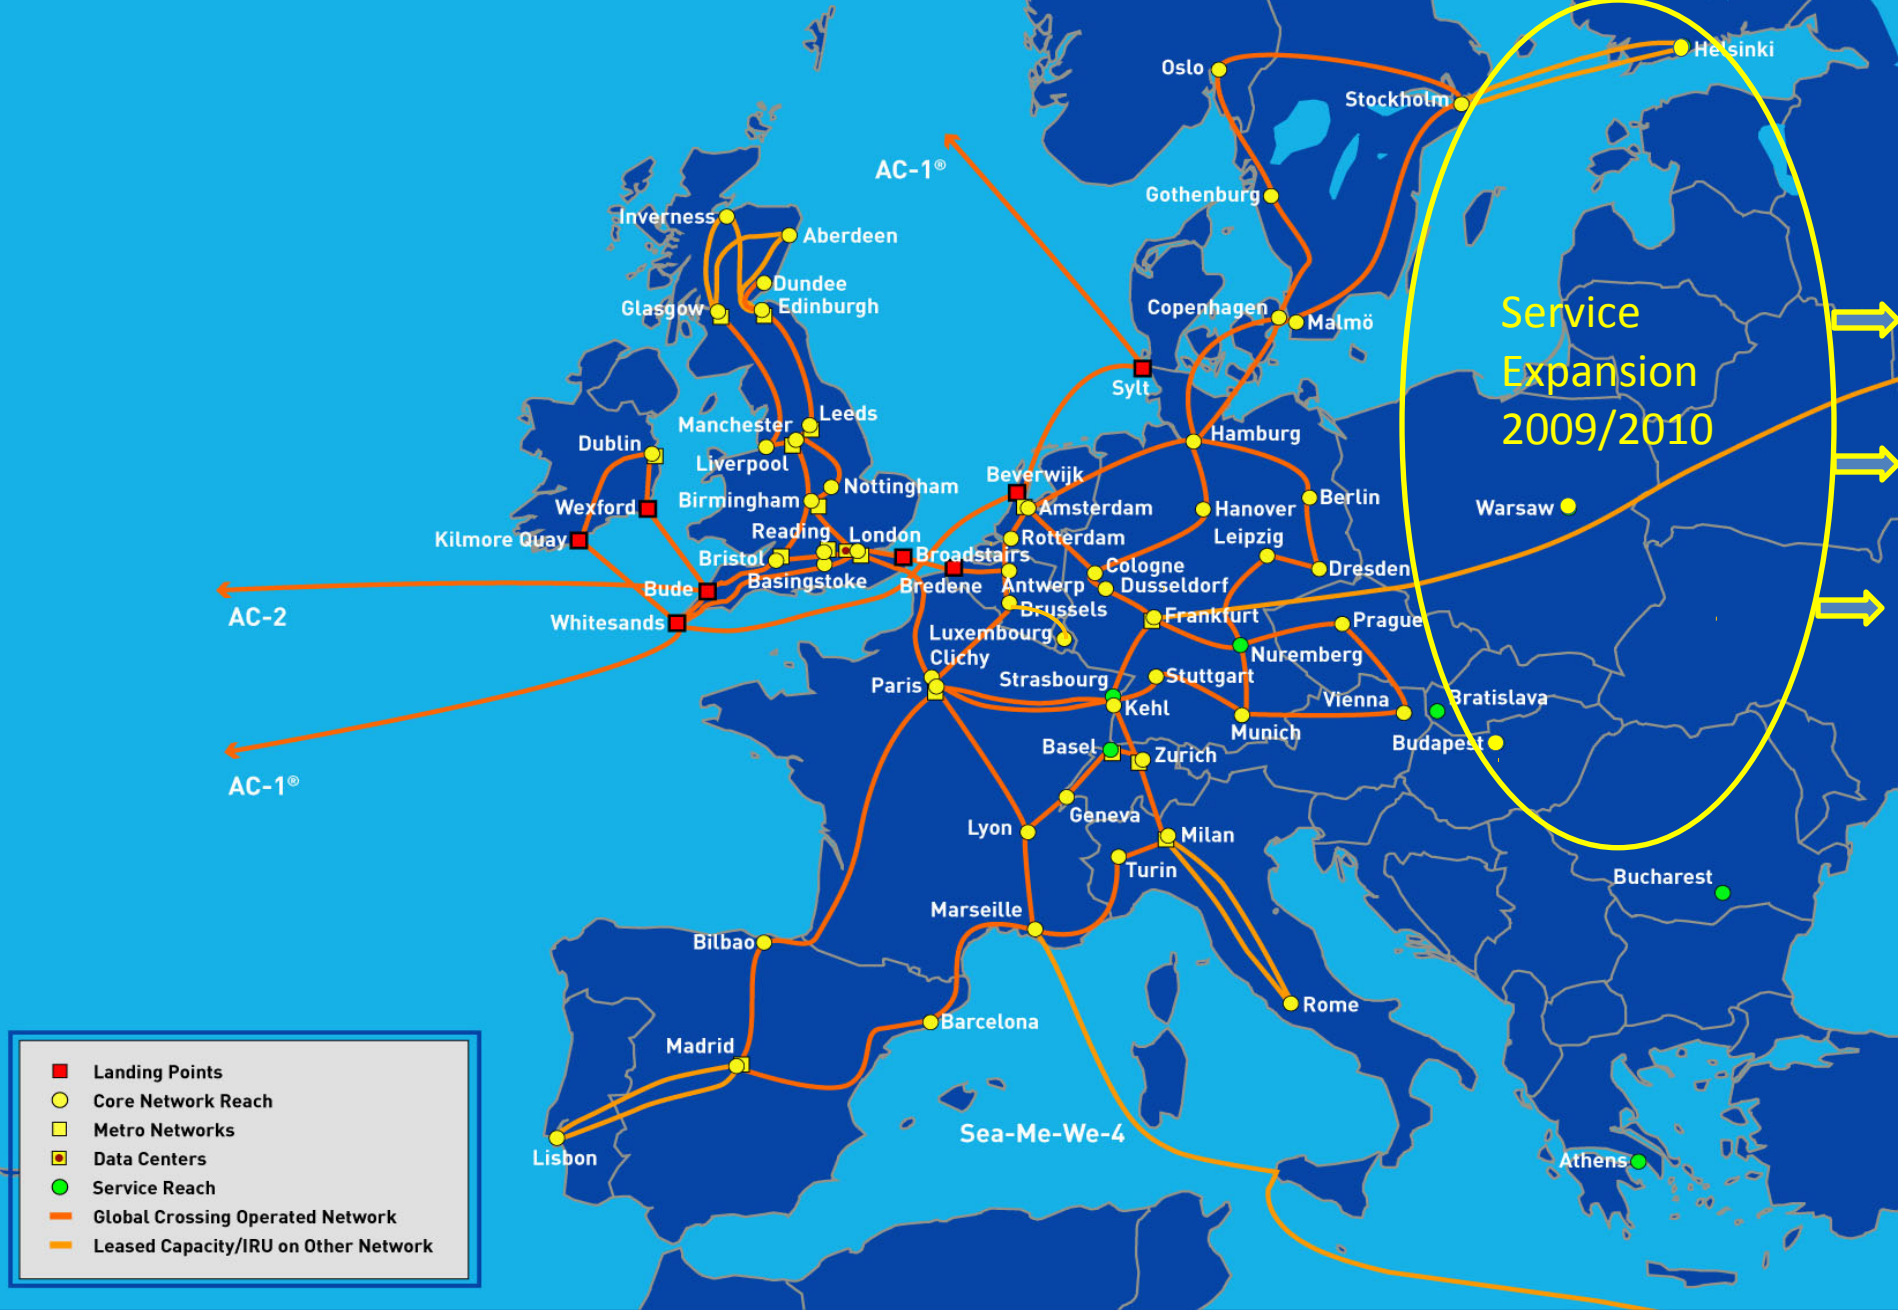 Helsinki
Oslo
Stockholm
AC-1®
Gothenburg
Inverness
Aberdeen
Dundee
Edinburgh
Glasgow
Copenhagen
Malmö
Service
Expansion
2009/2010
Sylt
Leeds
Manchester
Hamburg
Dublin
Liverpool
Beverwijk
Nottingham
Birmingham
Berlin
Wexford
Amsterdam
Hanover
Warsaw
Kilmore Quay
Reading
London
Rotterdam
Leipzig
Bristol
Broadstairs
Cologne
Dresden
Basingstoke
Bredene
Antwerp
Dusseldorf
Bude
Brussels
AC-2
Whitesands
Frankfurt
Prague
Luxembourg
Clichy
Nuremberg
Paris
Strasbourg
Stuttgart
Vienna
Bratislava
Kehl
Munich
Budapest
Basel
Zurich
AC-1®
Geneva
Lyon
Milan
Turin
Bucharest
Marseille
Bilbao
Rome
Barcelona
Madrid
Sea-Me-We-4
Lisbon
Athens
Landing Points
Core Network Reach
Metro Networks
Data Centers
Service Reach
Global Crossing Operated Network
Leased Capacity/IRU on Other Network